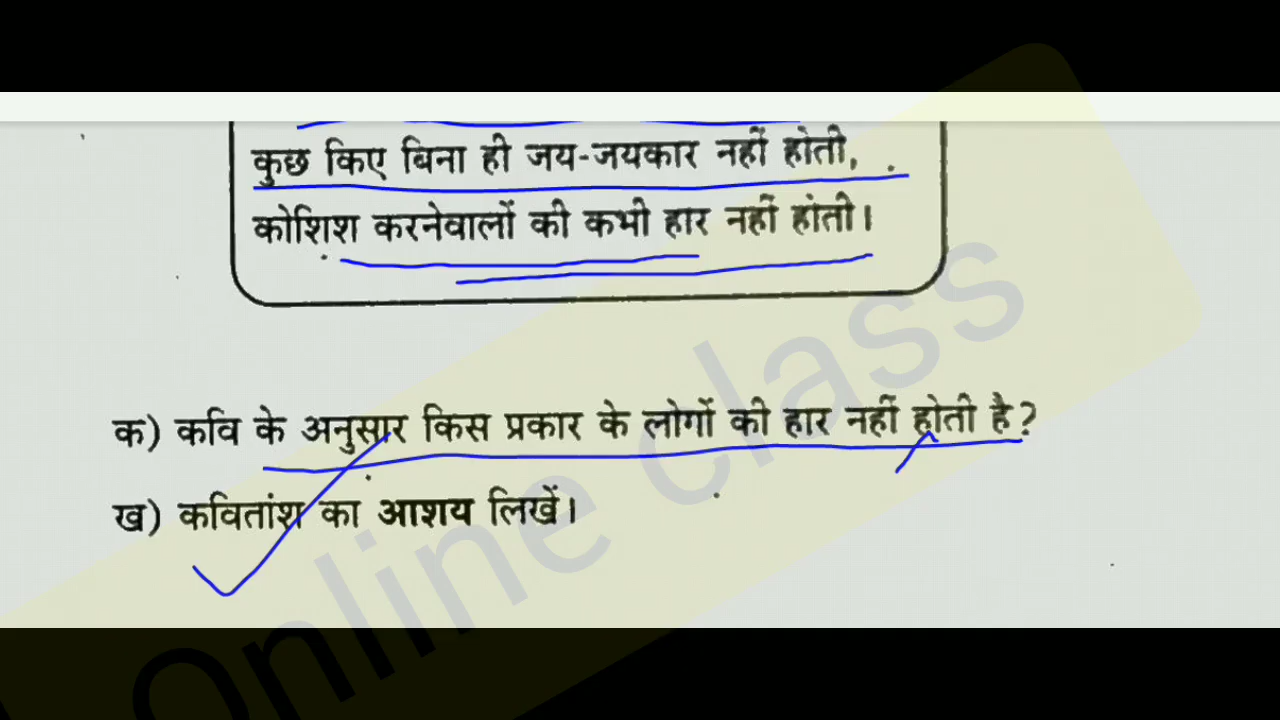 कुछ किए बिना ही जय-जयकार नहीं होती,
कोशिश करनेवालों की कभी हार नहीं होती।
क) कवि के अनुसार किस प्रकार के लोगों की हार नहीं होती है?
ख) कवितांश का आशय लिखें।
Online class